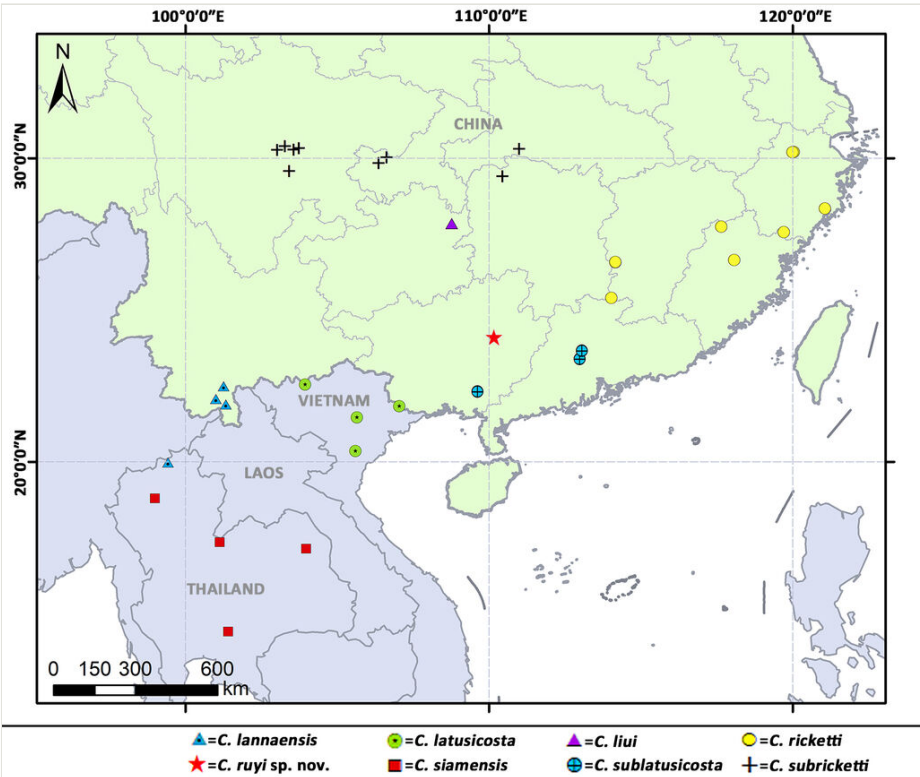 100°0'0"E 110°0'0"E 120°0'0"E
N
CHINA
30°0'0"N
VIETNAM
20°0'0"N
LAOS
THAILAND
0 150 300 600
km
=C. lannaensis =C. latusicosta =C. liui =C. ricketti
=C. ruyi sp. nov. =C. siamensis =C. sublatusicosta =C. subricketti